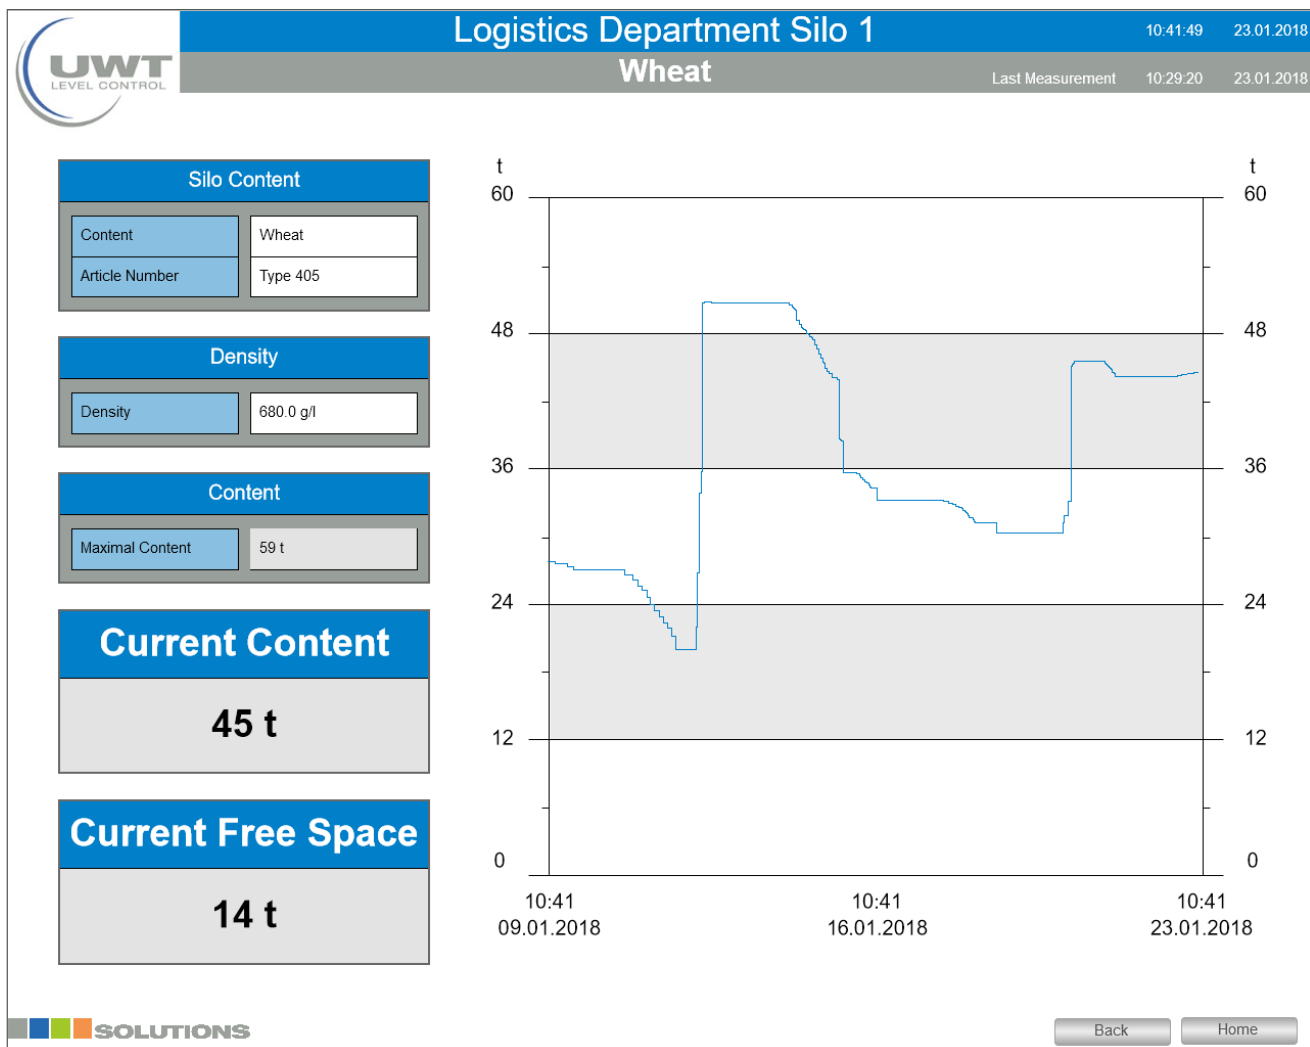 UWT
LEVEL CONTROL
Logistics Department Silo 1
10:41:49 23.01.2018
Wheat
Last Measurement 10:29:20 23.01.2018
Silo Content
Content Wheat
Article Number Type 405
Density
Density 680.0 g/l
Content
Maximal Content 59 t
Current Content
45 t
Current Free Space
14 t
t t
60 60
48 48
36 36
24 24
12 12
0 0
10:41 10:41 10:41
09.01.2018 16.01.2018 23.01.2018
SOLUTIONS
Back Home